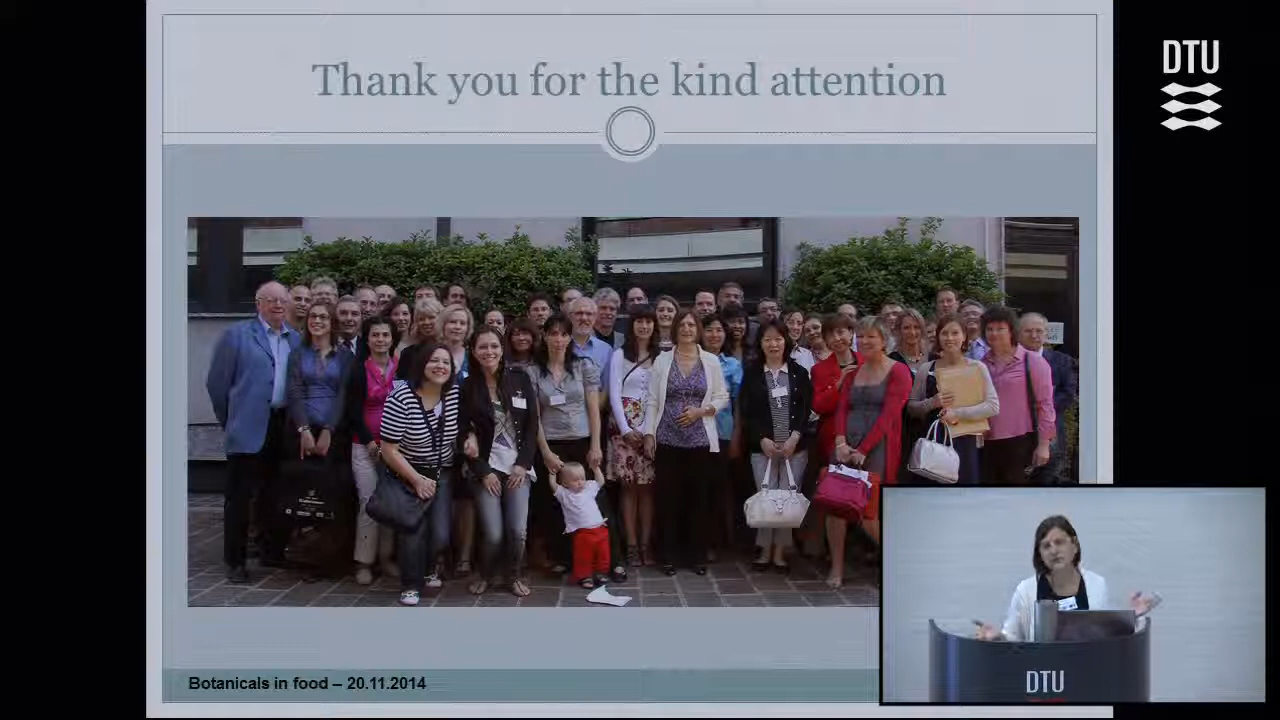 Thank you for the kind attention
DTU
Botanicals in food – 20.11.2014
DTU